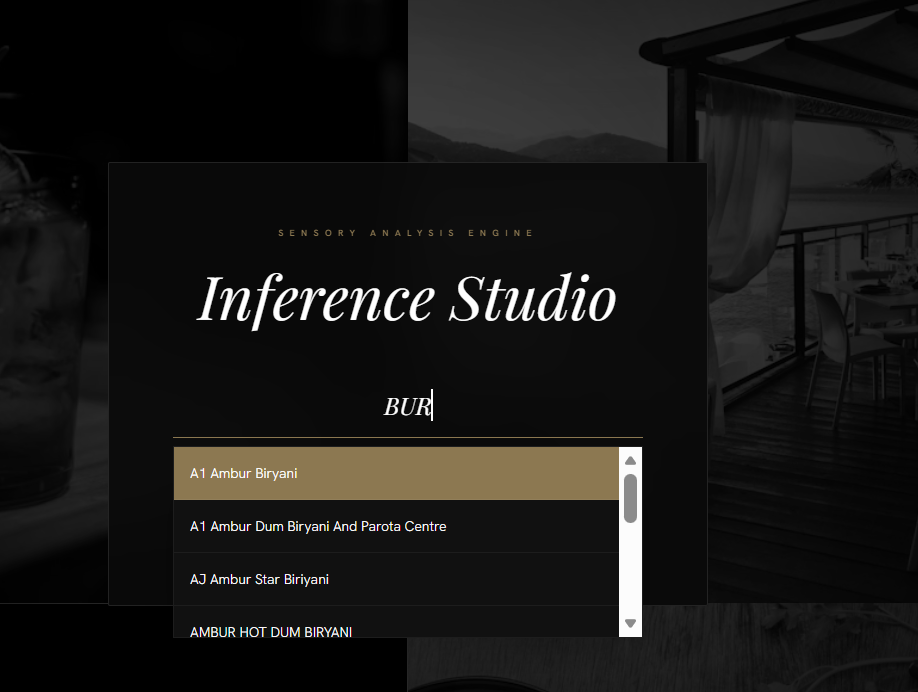 SENSORY ANALYSIS ENGINE
Inference Studio
BUR
A1 Ambur Biryani
A1 Ambur Dum Biryani And Parota Centre
AJ Ambur Star Biriyani
AMBUR HOT DUM BIRYANI